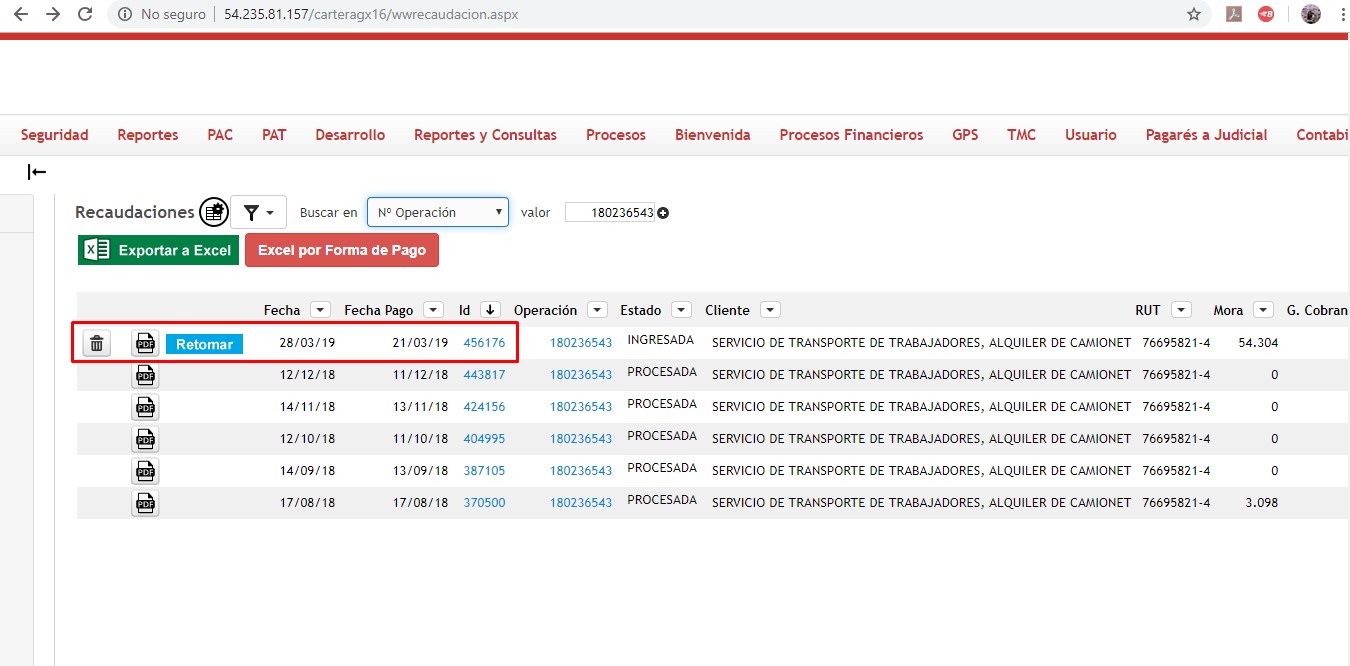 No seguro | 54.235.81.157/carteragx16/wwrecaudacion.aspx
Seguridad Reportes PAC PAT Desarrollo Reportes y Consultas Procesos Bienvenida Procesos Financieros GPS TMC Usuario Pagarés a Judicial Contabi
Recaudaciones Buscar en Nº Operación valor 180236543
Exportar a Excel Excel por Forma de Pago
Fecha Fecha Pago Id Operación Estado Cliente RUT Mora G. Cobran
PDF Retomar 28/03/19 21/03/19 456176 180236543 INGRESADA SERVICIO DE TRANSPORTE DE TRABAJADORES, ALQUILER DE CAMIONET 76695821-4 54.304
PDF 12/12/18 11/12/18 443817 180236543 PROCESADA SERVICIO DE TRANSPORTE DE TRABAJADORES, ALQUILER DE CAMIONET 76695821-4 0
PDF 14/11/18 13/11/18 424156 180236543 PROCESADA SERVICIO DE TRANSPORTE DE TRABAJADORES, ALQUILER DE CAMIONET 76695821-4 0
PDF 12/10/18 11/10/18 404995 180236543 PROCESADA SERVICIO DE TRANSPORTE DE TRABAJADORES, ALQUILER DE CAMIONET 76695821-4 0
PDF 14/09/18 13/09/18 387105 180236543 PROCESADA SERVICIO DE TRANSPORTE DE TRABAJADORES, ALQUILER DE CAMIONET 76695821-4 0
PDF 17/08/18 17/08/18 370500 180236543 PROCESADA SERVICIO DE TRANSPORTE DE TRABAJADORES, ALQUILER DE CAMIONET 76695821-4 3.098